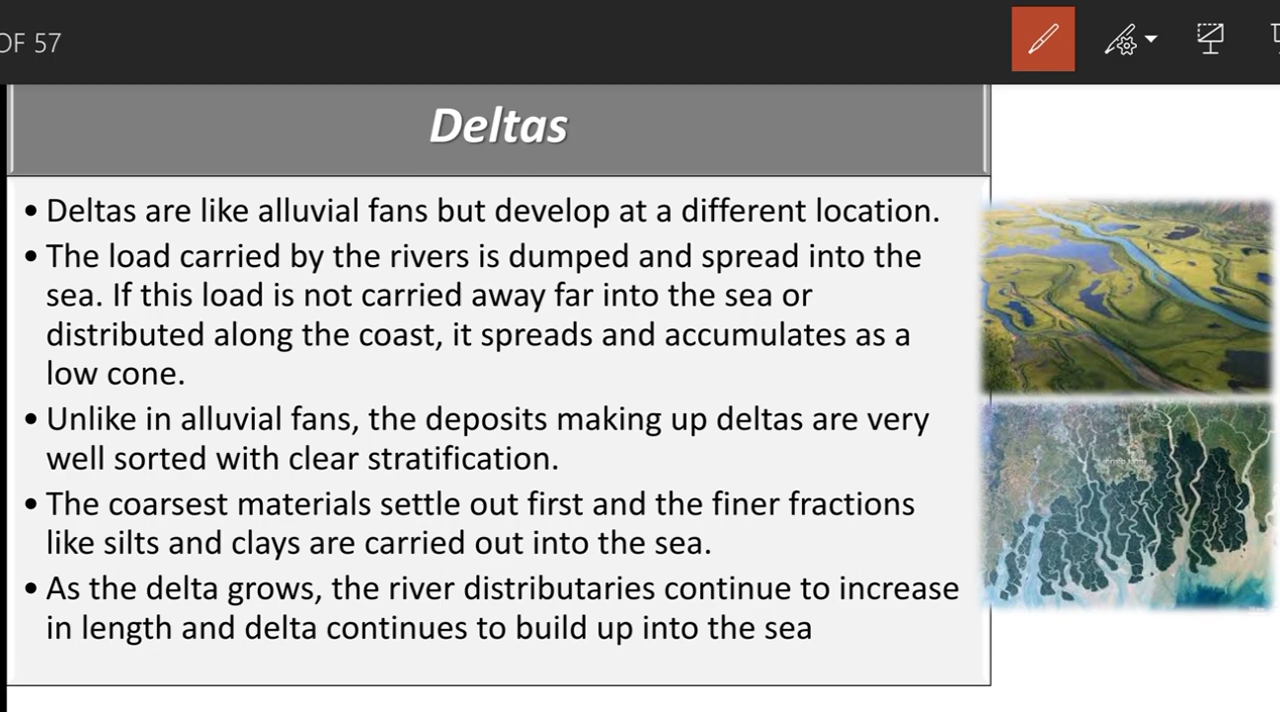 OF 57
Deltas
• Deltas are like alluvial fans but develop at a different location.
• The load carried by the rivers is dumped and spread into the
sea. If this load is not carried away far into the sea or
distributed along the coast, it spreads and accumulates as a
low cone.
• Unlike in alluvial fans, the deposits making up deltas are very
well sorted with clear stratification.
• The coarsest materials settle out first and the finer fractions
like silts and clays are carried out into the sea.
• As the delta grows, the river distributaries continue to increase
in length and delta continues to build up into the sea